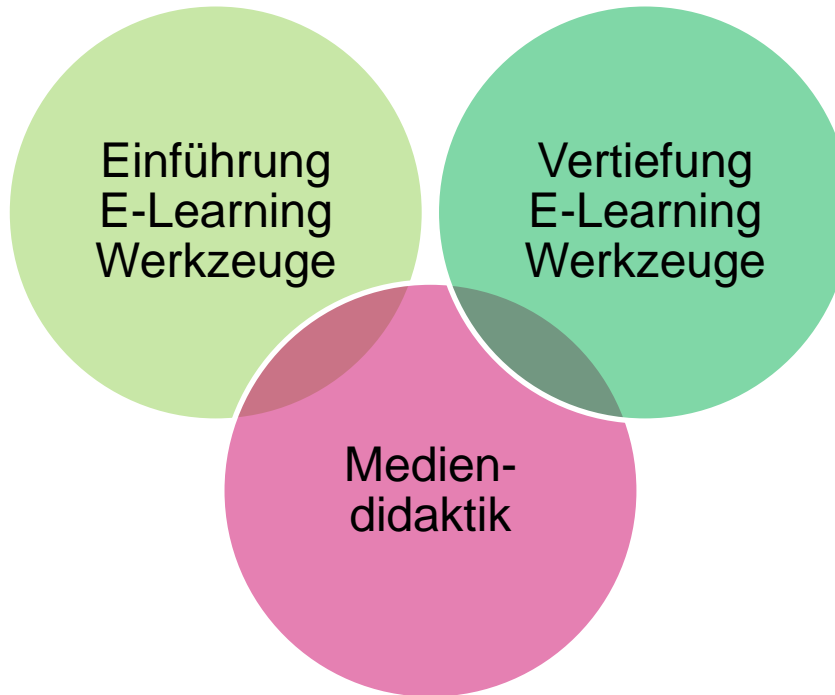 Einführung
E-Learning
Werkzeuge
Vertiefung
E-Learning
Werkzeuge
Medien-
didaktik